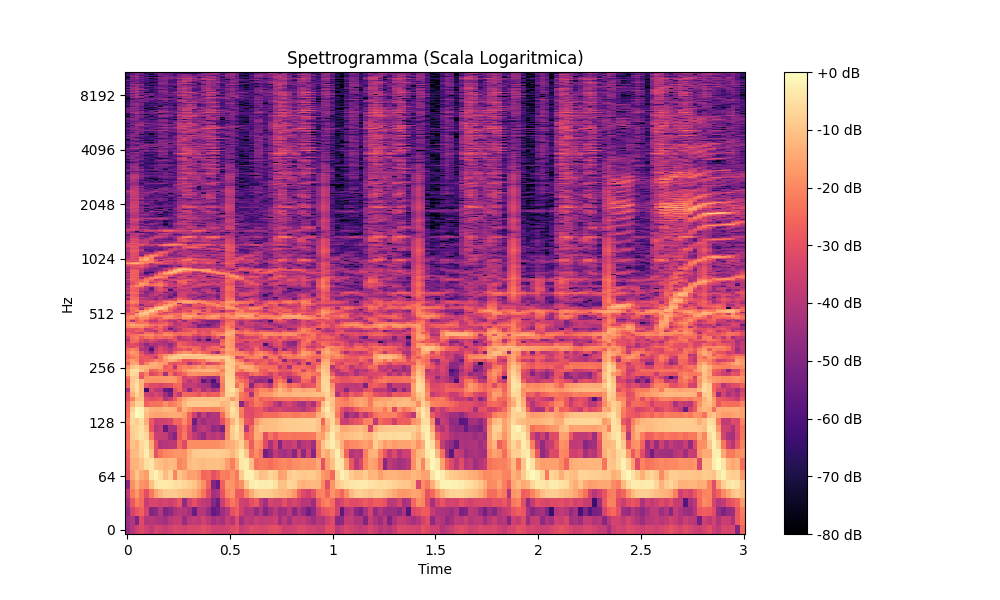 Spettrogramma (Scala Logaritmica)
Hz
8192
4096
2048
1024
512
256
128
64
0
0
0.5
1
1.5
2
2.5
3
Time
+0 dB
-10 dB
-20 dB
-30 dB
-40 dB
-50 dB
-60 dB
-70 dB
-80 dB